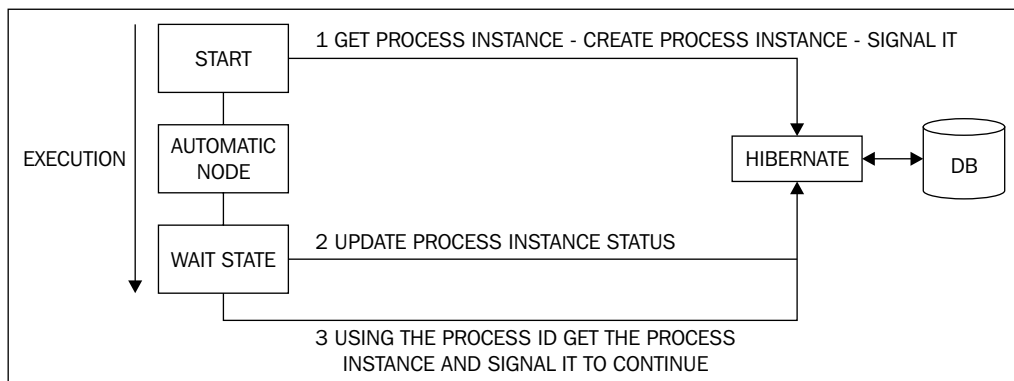 1 GET PROCESS INSTANCE - CREATE PROCESS INSTANCE - SIGNAL IT
START
EXECUTION
AUTOMATIC
NODE
HIBERNATE
DB
WAIT STATE
2 UPDATE PROCESS INSTANCE STATUS
3 USING THE PROCESS ID GET THE PROCESS
INSTANCE AND SIGNAL IT TO CONTINUE